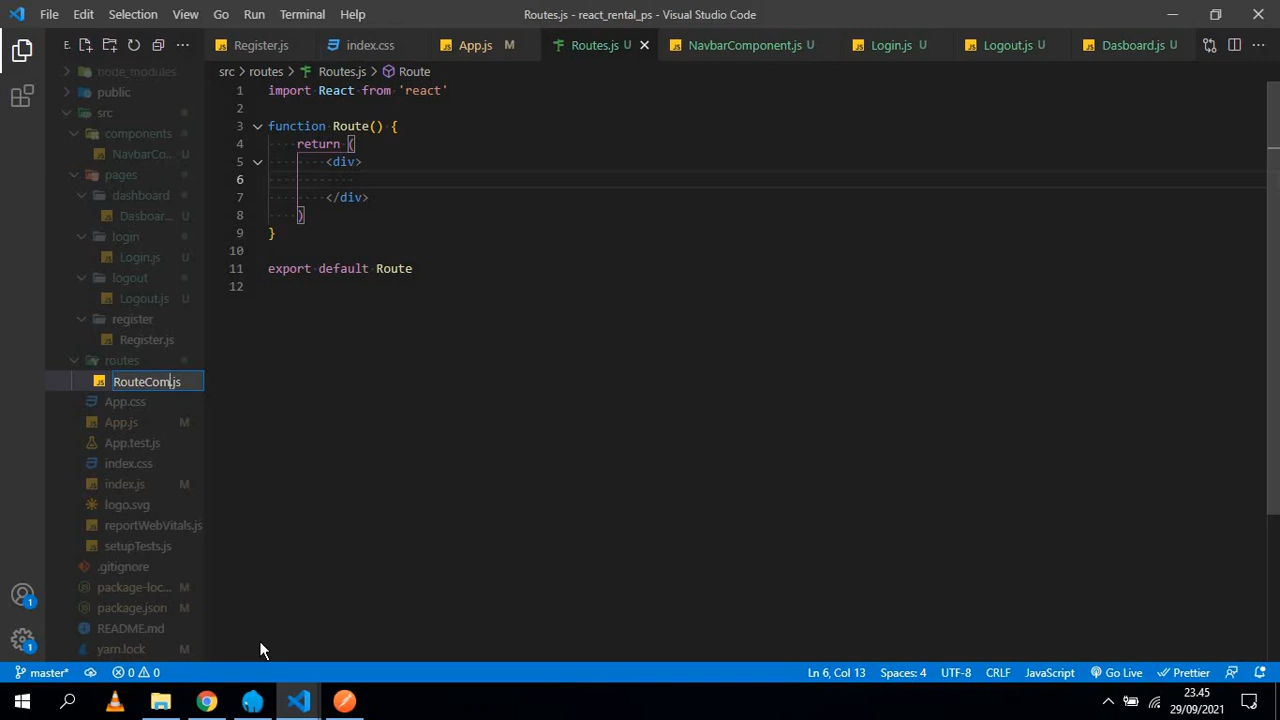 File Edit Selection View Go Run Terminal Help
Routes.js - react_rental_ps - Visual Studio Code
E.
Register.js
index.css
App.js M
Routes.js U
NavbarComponent.js U
Login.js U
Logout.js U
Dasboard.js U
src > routes > Routes.js > Route
node_modules
public
src
components
NavbarCo... U
pages
dashboard
Dasboar... U
login
Login.js U
logout
Logout.js U
register
Register.js
routes
RouteCom.js
App.css
App.js M
App.test.js
index.css
index.js M
logo.svg
reportWebVitals.js
setupTests.js
.gitignore
package-loc... M
package.json M
README.md
yarn.lock M
1 import React from 'react'
2
3 function Route() {
4 return (
5 <div>
6
7 </div>
8 )
9 }
10
11 export default Route
12
1
1
master* 0 0
Ln 6, Col 13 Spaces: 4 UTF-8 CRLF JavaScript Go Live Prettier
23.45
29/09/2021